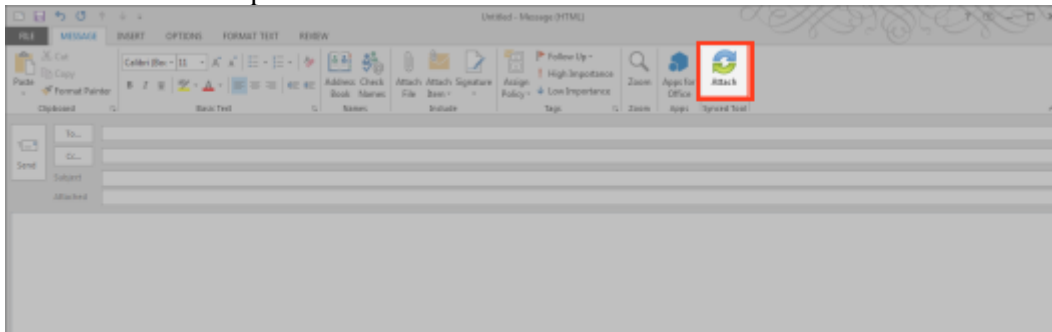 Untitled - Message (HTML)
FILE MESSAGE INSERT OPTIONS FORMAT TEXT REVIEW
Cut
Copy
Paste
Format Painter
Clipboard
11
B I U
Basic Text
Address Book
Check Names
Names
Attach File
Attach Item
Signature
Include
Assign Policy
Follow Up
High Importance
Low Importance
Tags
Zoom
Zoom
Apps for Office
Apps
Attach
Synced Tool
To...
Cc...
Send
Subject
Attached